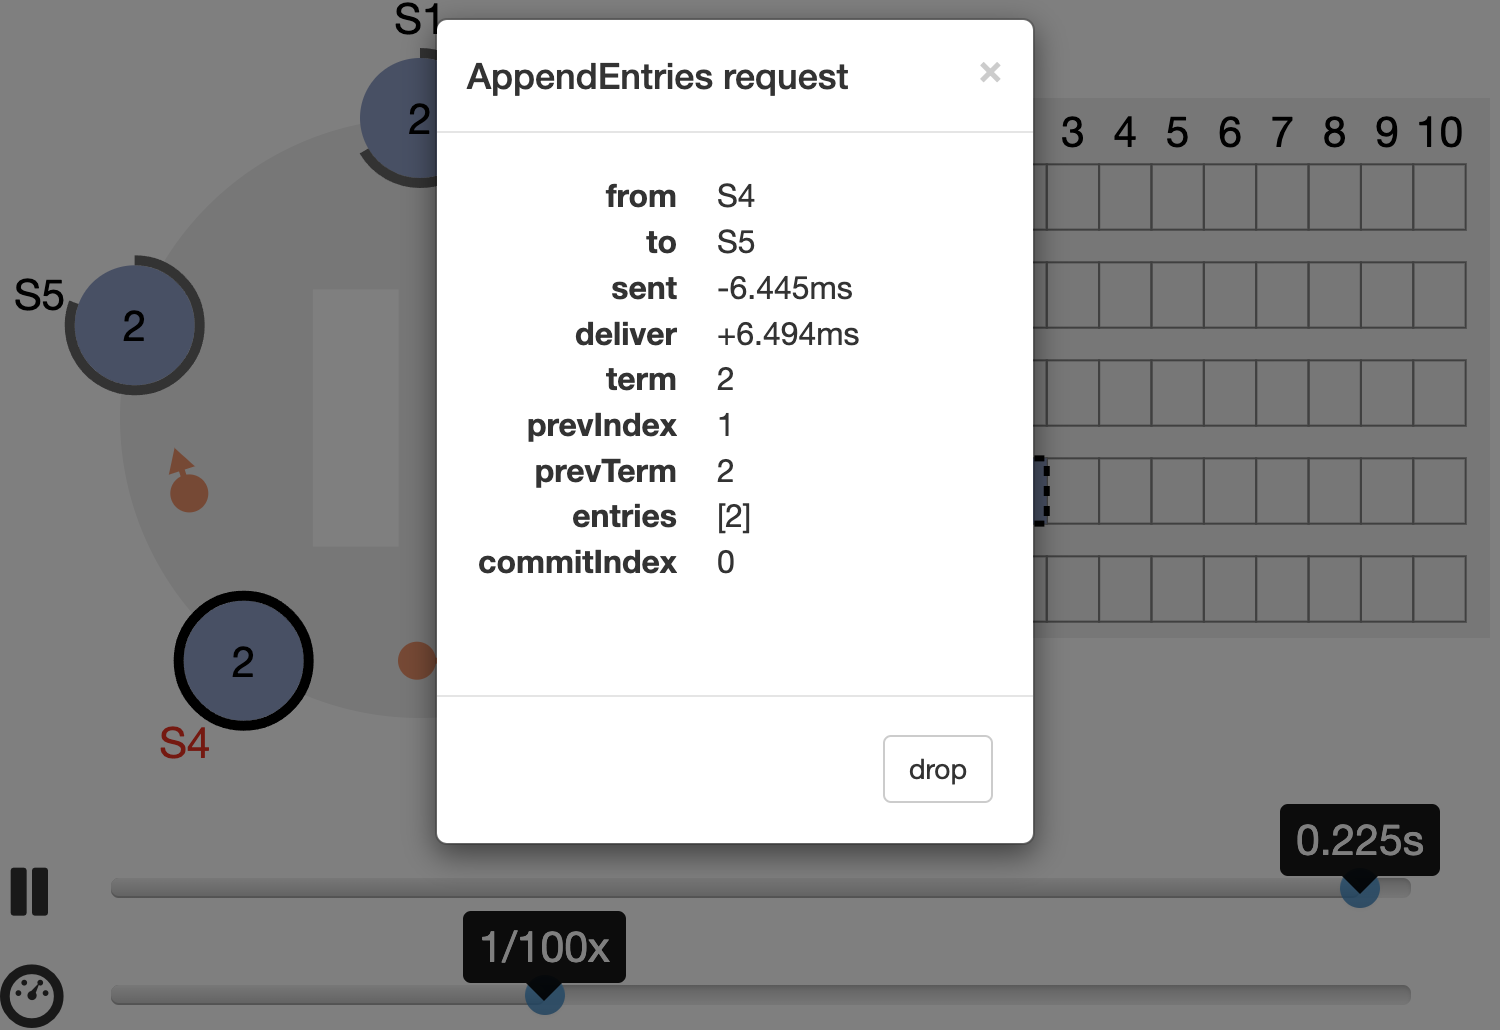 S1
AppendEntries request ×
2
3 4 5 6 7 8 9 10
from S4
to S5
sent -6.445ms
S5
deliver +6.494ms
2
term 2
prevIndex 1
prevTerm 2
entries [2]
commitIndex 0
2
S4
drop
0.225s
1/100x